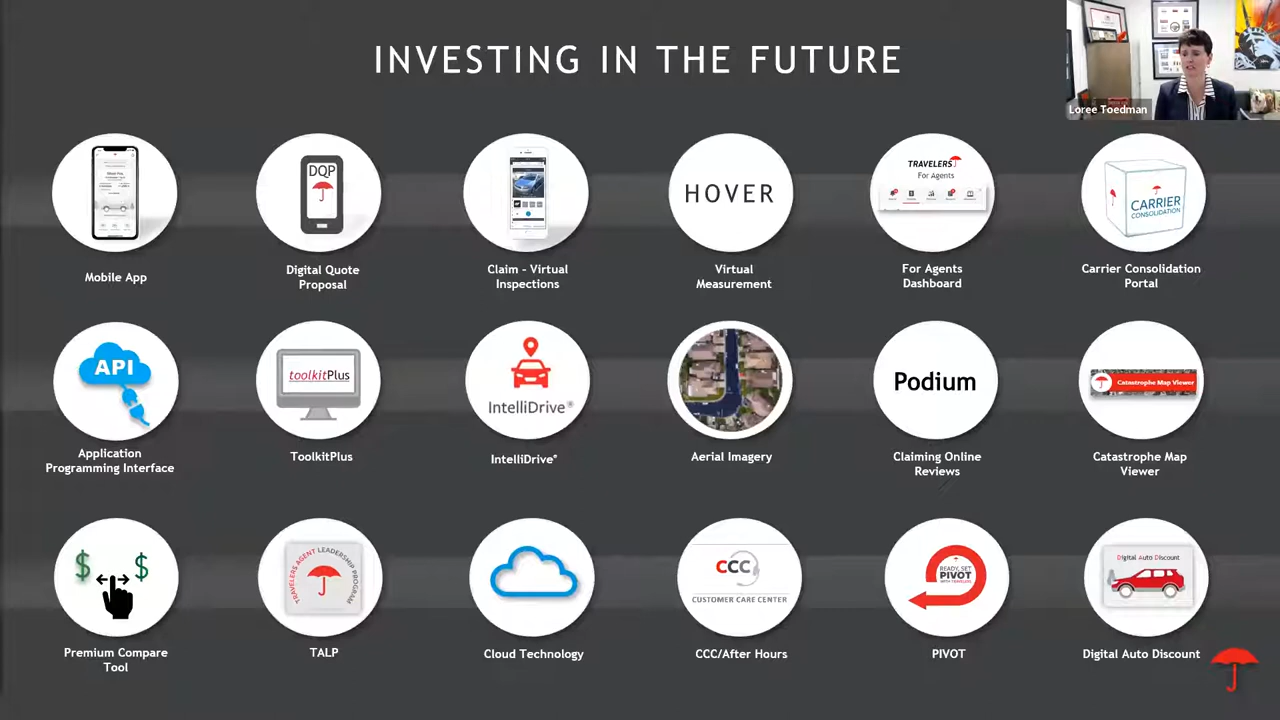 INVESTING IN THE FUTURE
Loree Toedman
DQP
HOVER
TRAVELERS
For Agents
CARRIER
CONSOLIDATION
Mobile App
Digital Quote
Proposal
Claim - Virtual
Inspections
Virtual
Measurement
For Agents
Dashboard
Carrier Consolidation
Portal
API
toolkitPlus
IntelliDrive®
Podium
Catastrophe Map Viewer
Application
Programming Interface
ToolkitPlus
IntelliDrive®
Aerial Imagery
Claiming Online
Reviews
Catastrophe Map
Viewer
$ $
TRAVELERS AGENT LEADERSHIP PROGRAM
CCC
CUSTOMER CARE CENTER
READY, SET
PIVOT
WITH TRAVELERS
Digital Auto Discount
Premium Compare
Tool
TALP
Cloud Technology
CCC/After Hours
PIVOT
Digital Auto Discount